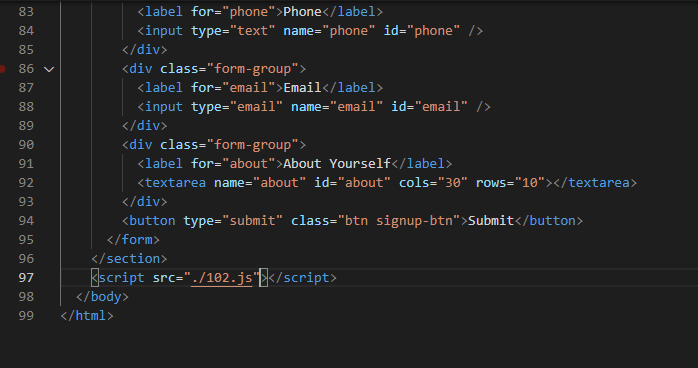 83 <label for="phone">Phone</label>
84 <input type="text" name="phone" id="phone" />
85 </div>
86 <div class="form-group">
87 <label for="email">Email</label>
88 <input type="email" name="email" id="email" />
89 </div>
90 <div class="form-group">
91 <label for="about">About Yourself</label>
92 <textarea name="about" id="about" cols="30" rows="10"></textarea>
93 </div>
94 <button type="submit" class="btn signup-btn">Submit</button>
95 </form>
96 </section>
97 <script src="./102.js"></script>
98 </body>
99 </html>